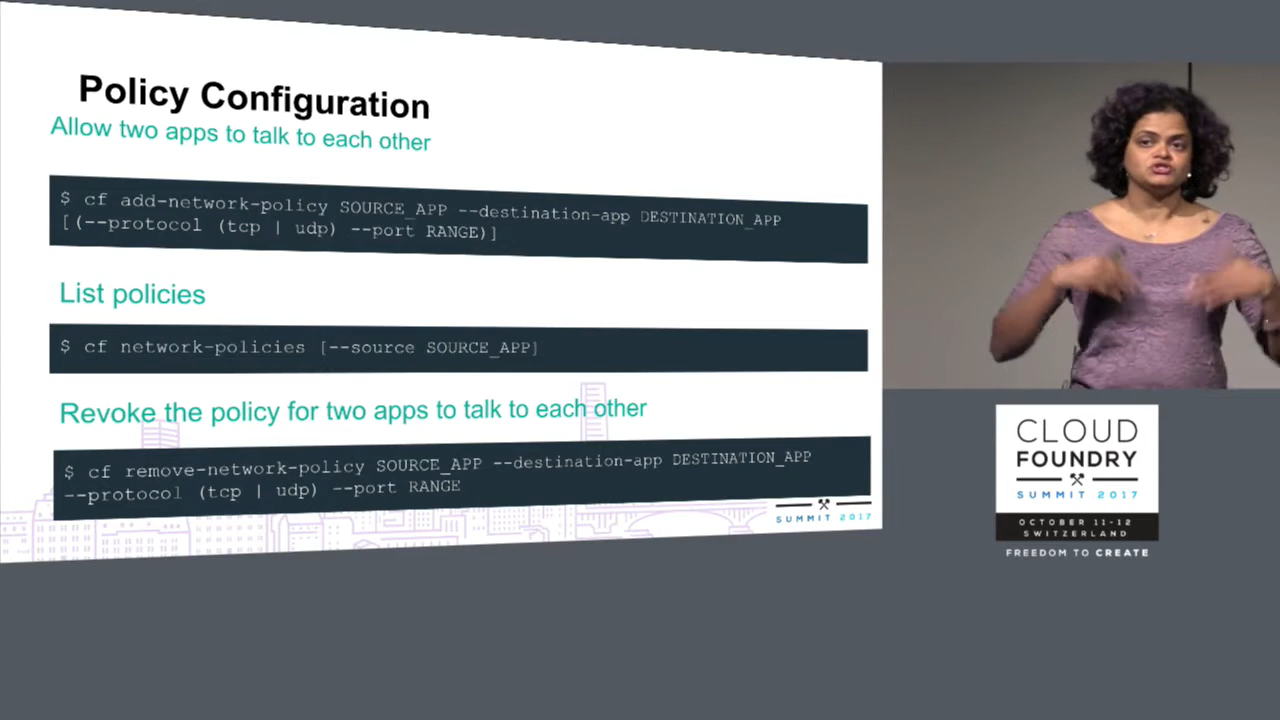 Policy Configuration
Allow two apps to talk to each other
$ cf add-network-policy SOURCE_APP --destination-app DESTINATION_APP
[(--protocol (tcp | udp) --port RANGE)]
List policies
$ cf network-policies [--source SOURCE_APP]
Revoke the policy for two apps to talk to each other
$ cf remove-network-policy SOURCE_APP --destination-app DESTINATION_APP
--protocol (tcp | udp) --port RANGE
SUMMIT 2017
CLOUD
FOUNDRY
SUMMIT 2017
OCTOBER 11-12
SWITZERLAND
FREEDOM TO CREATE